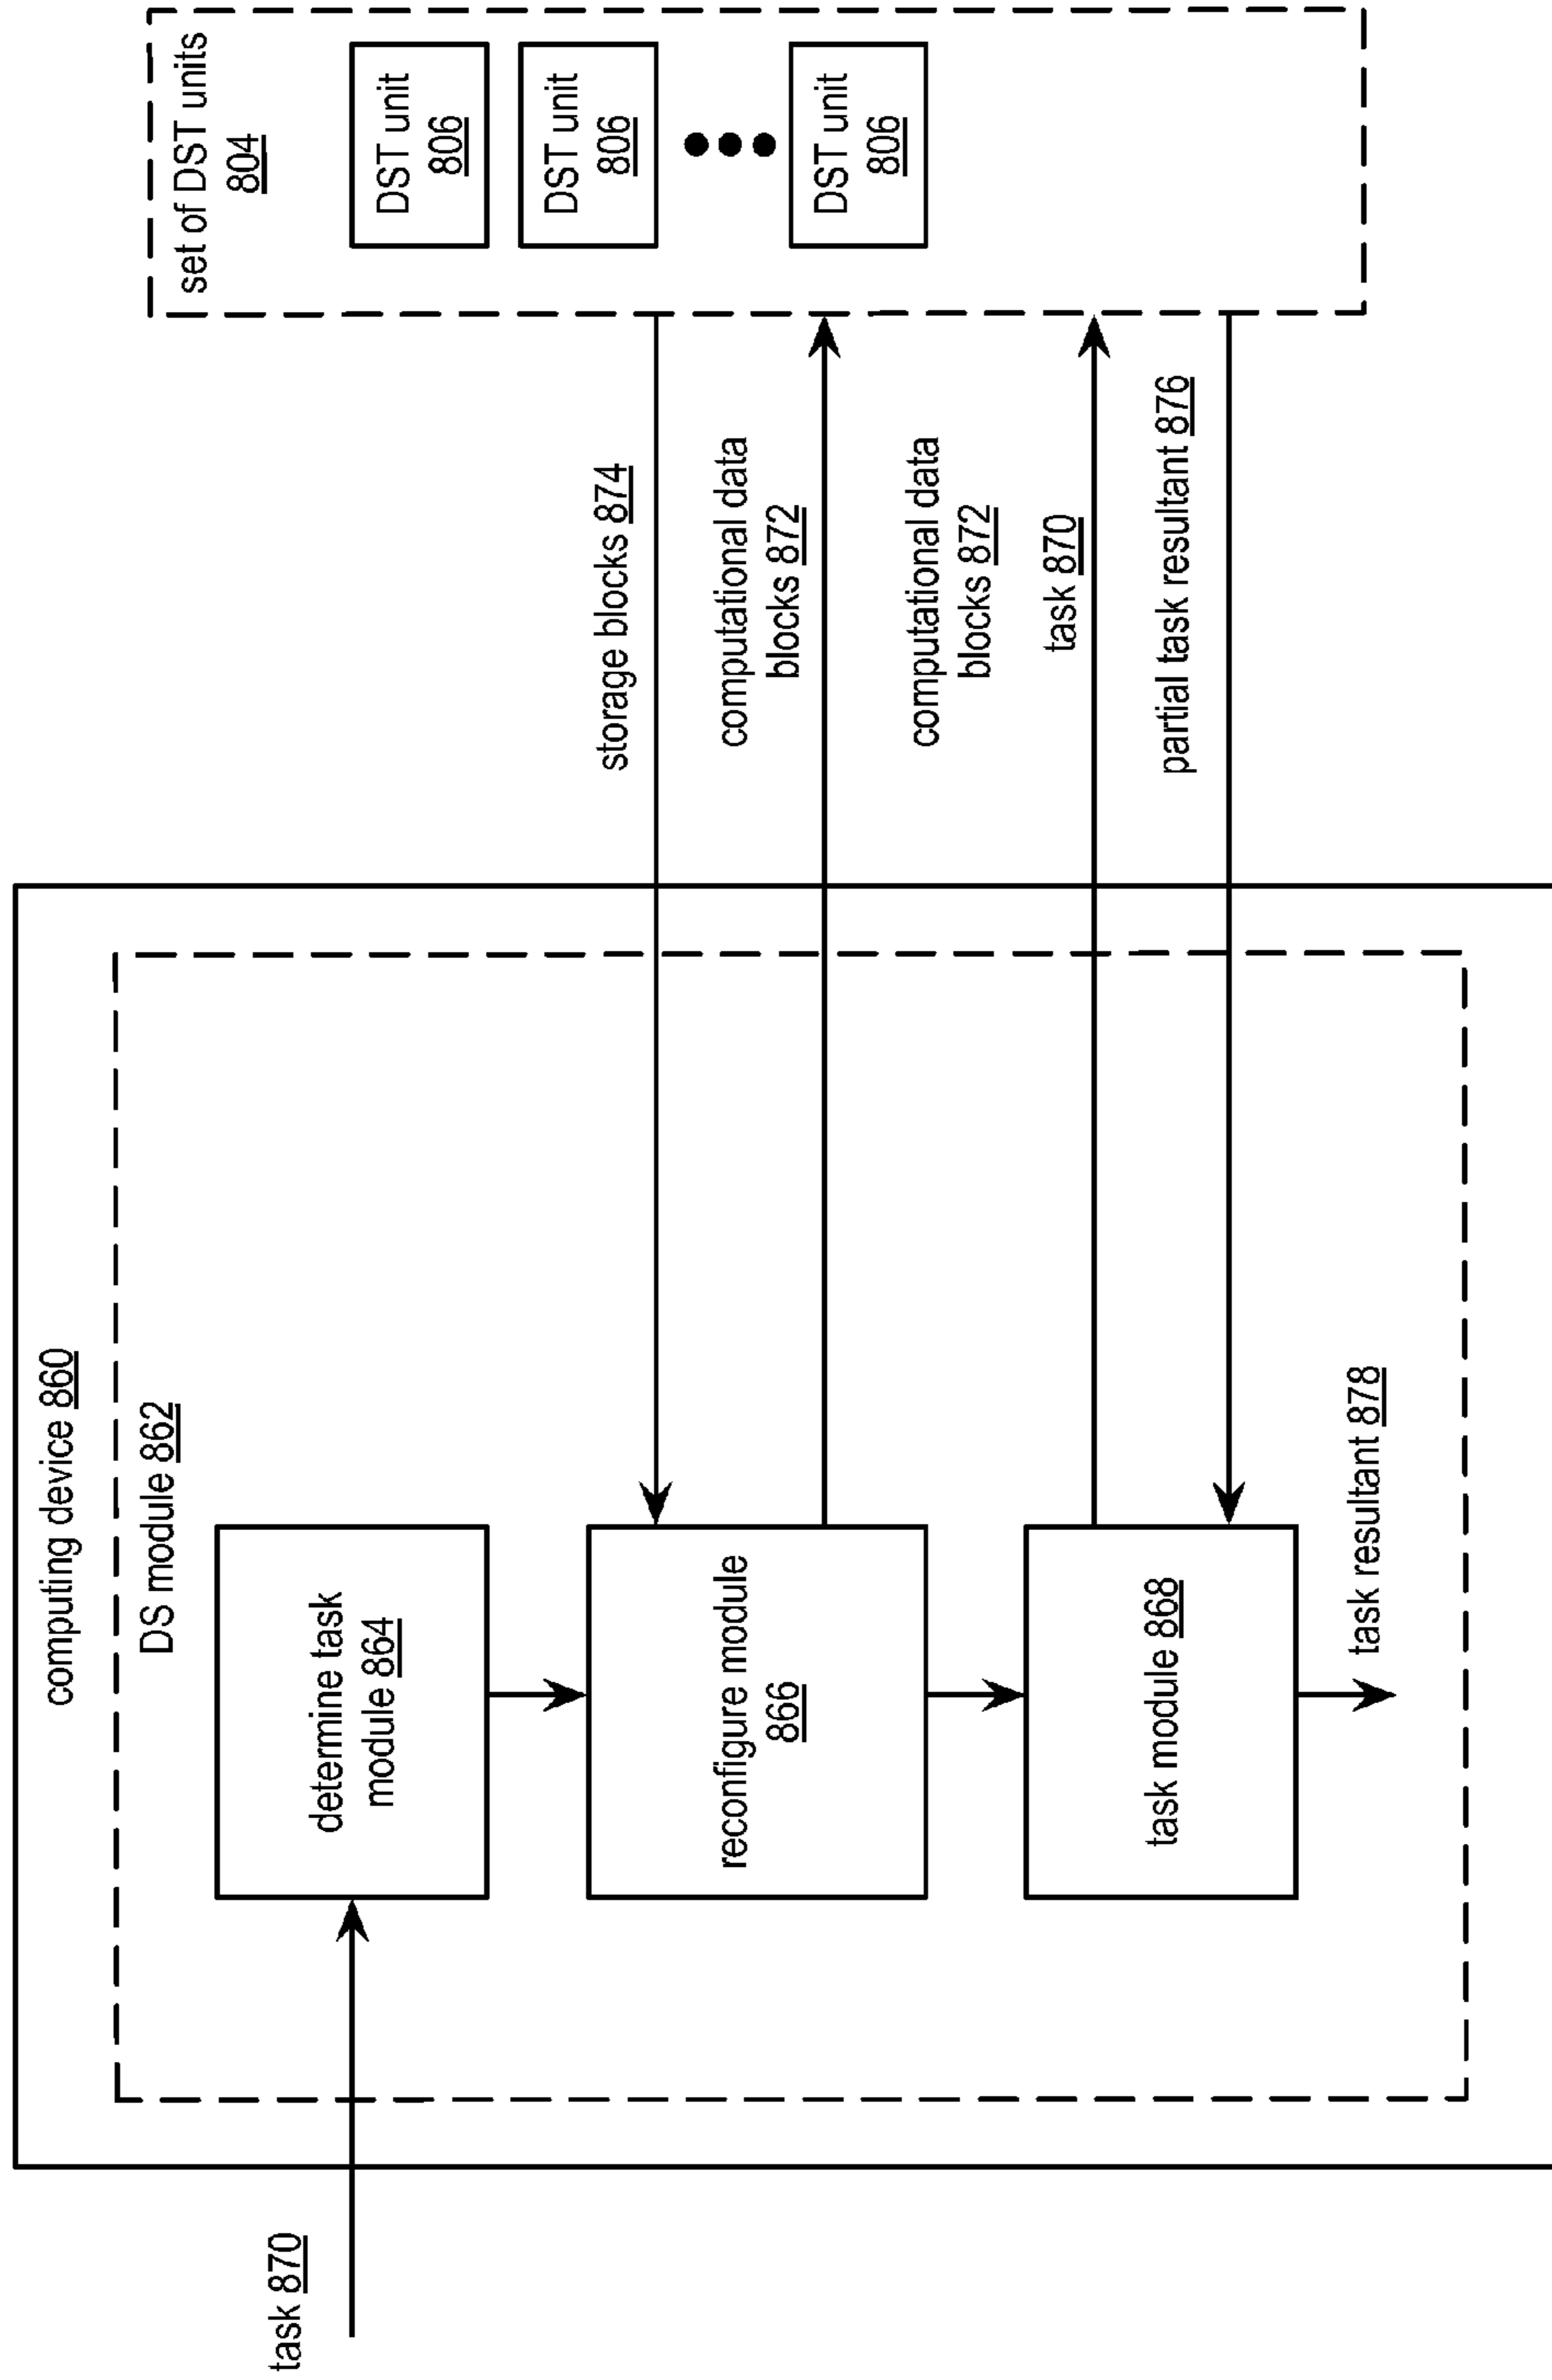 computing device 860
DS module 862
task 870
determine task
module 864
reconfigure module
866
task module 868
task resultant 878
storage blocks 874
computational data
blocks 872
computational data
blocks 872
task 870
partial task resultant 876
set of DST units
804
DST unit
806
DST unit
806
DST unit
806